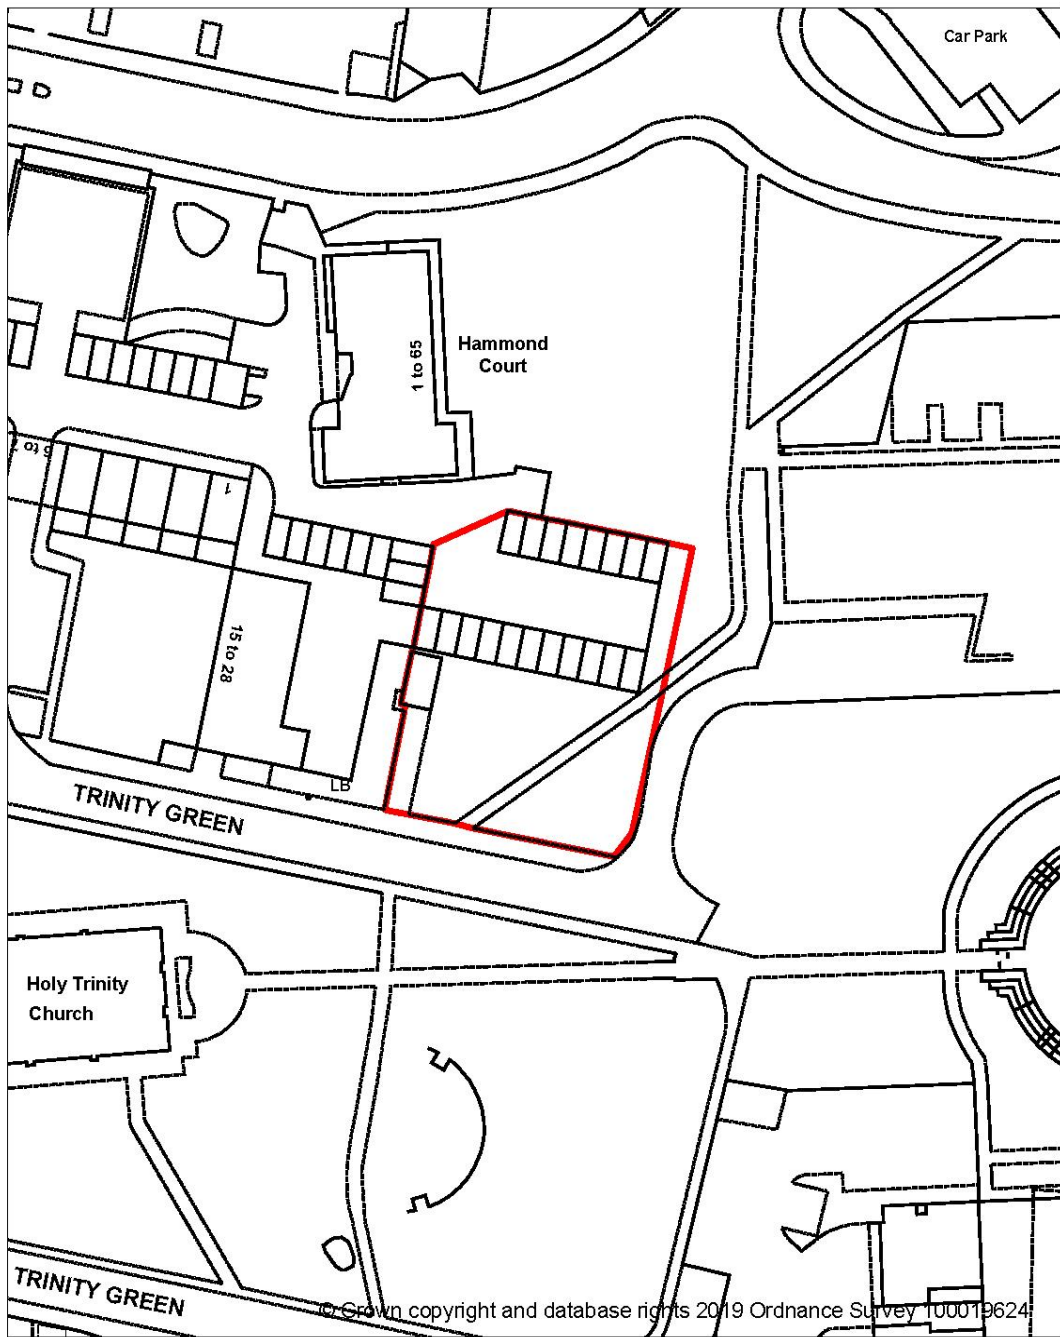 Car Park
Hammond
Court
1 to 65
1
15 to 28
LB
TRINITY GREEN
Holy Trinity
Church
TRINITY GREEN
© Crown copyright and database rights 2019 Ordnance Survey 100019624